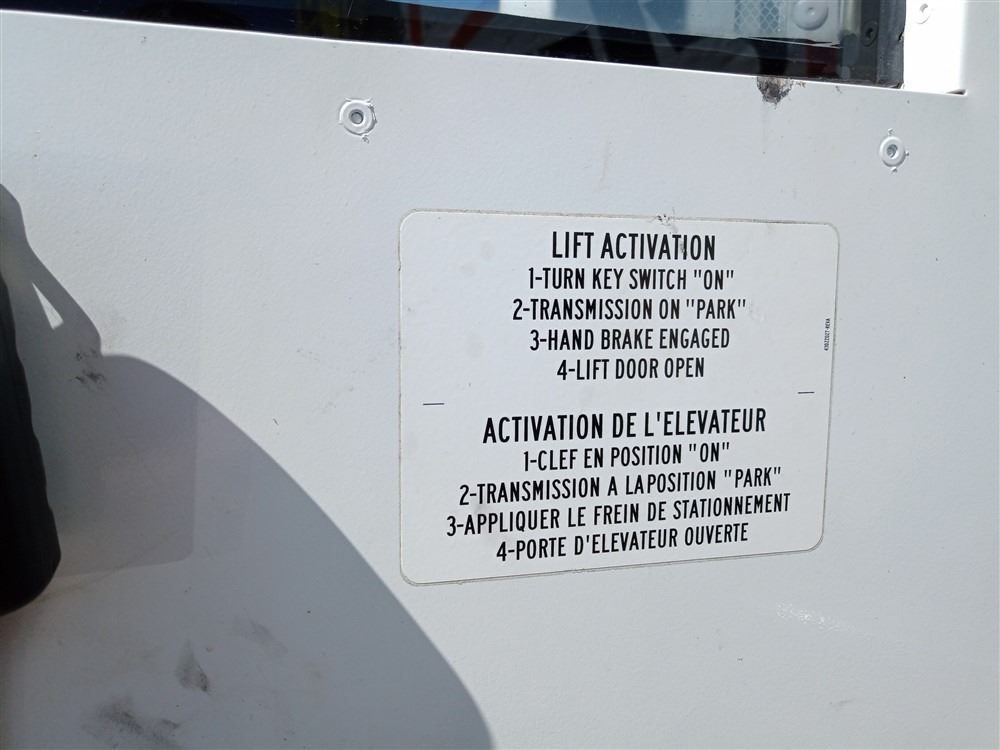 LIFT ACTIVATION
1-TURN KEY SWITCH "ON"
2-TRANSMISSION ON "PARK"
3-HAND BRAKE ENGAGED
4-LIFT DOOR OPEN
ACTIVATION DE L'ELEVATEUR
1-CLEF EN POSITION "ON"
2-TRANSMISSION A LA POSITION "PARK"
3-APPLIQUER LE FREIN DE STATIONNEMENT
4-PORTE D'ELEVATEUR OUVERTE